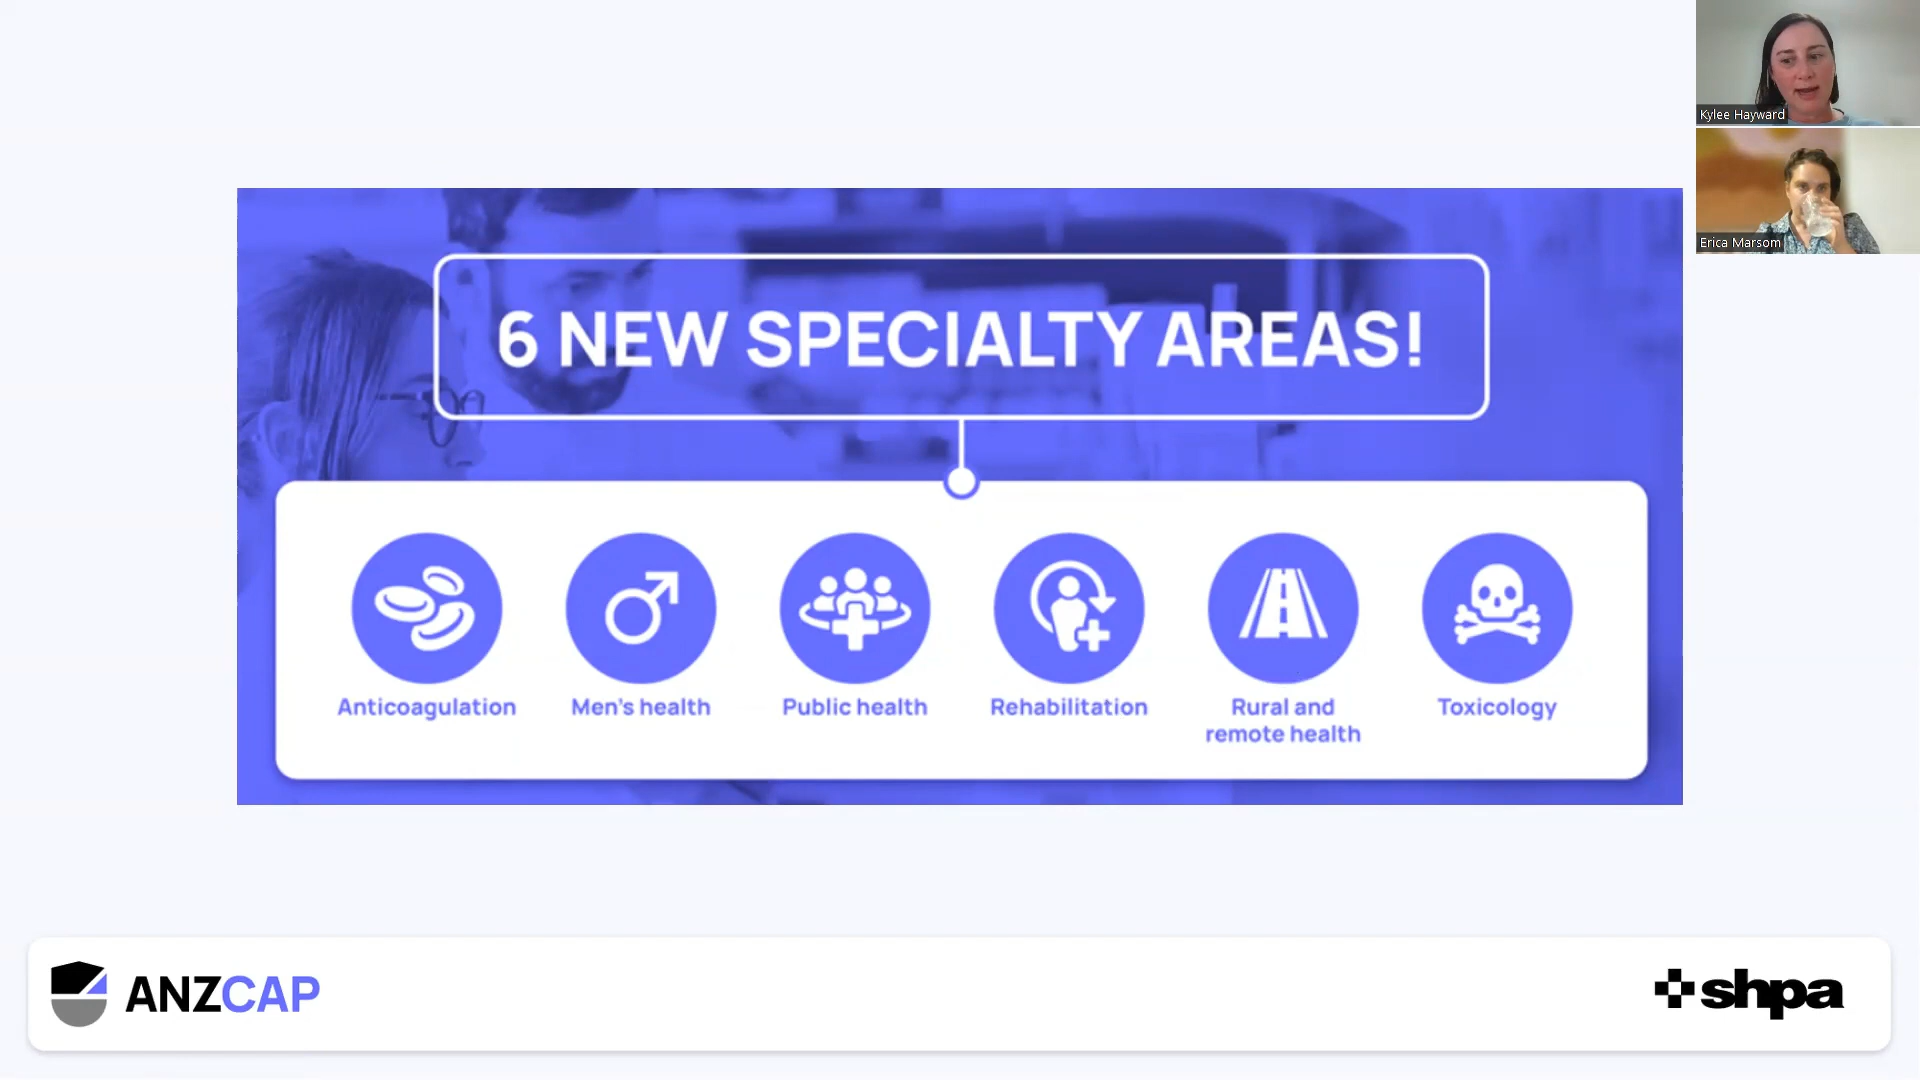 Kylee Hayward
Erica Marsom
6 NEW SPECIALTY AREAS!
Anticoagulation
Men's health
Public health
Rehabilitation
Rural and
remote health
Toxicology
ANZCAP
shpa